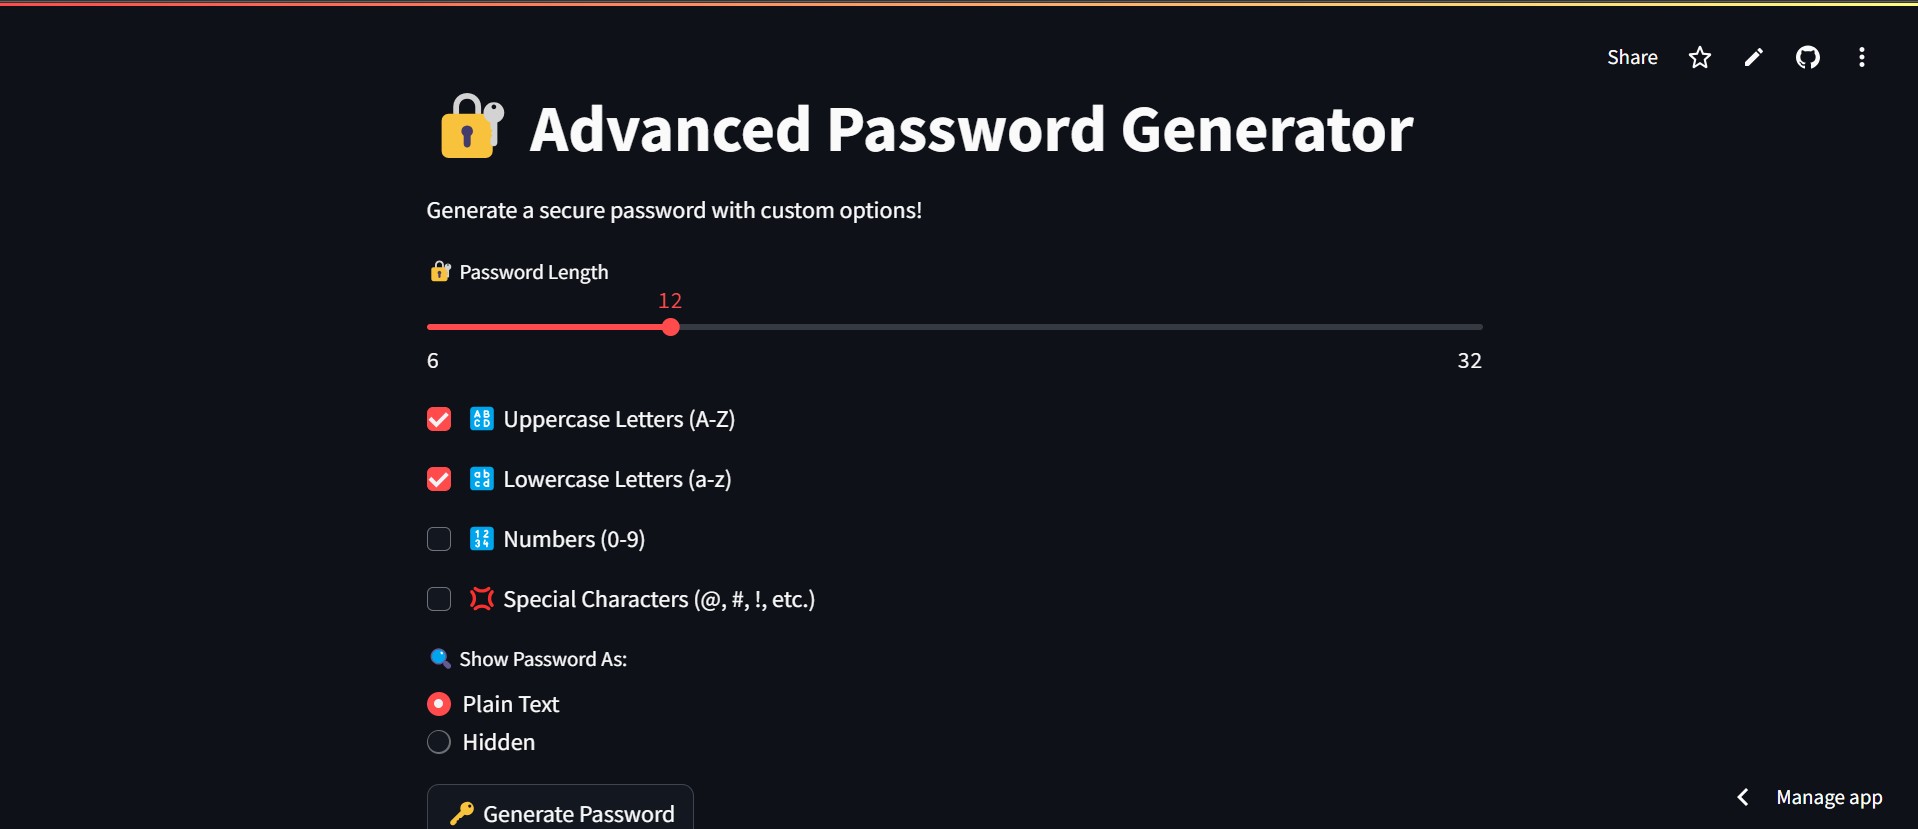 Share
Advanced Password Generator
Generate a secure password with custom options!
Password Length
12
6
32
Uppercase Letters (A-Z)
Lowercase Letters (a-z)
Numbers (0-9)
Special Characters (@, #, !, etc.)
Show Password As:
Plain Text
Hidden
Generate Password
Manage app